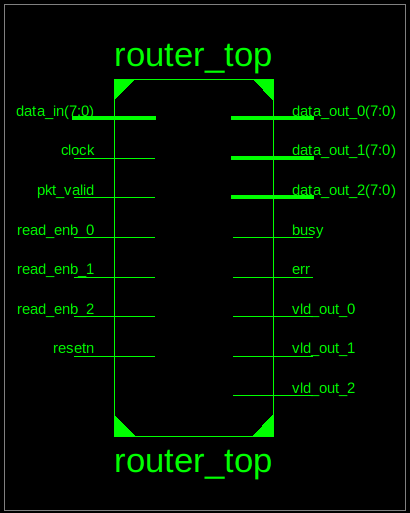 router_top
data_in(7:0)
data_out_0(7:0)
clock
data_out_1(7:0)
pkt_valid
data_out_2(7:0)
read_enb_0
busy
read_enb_1
err
read_enb_2
vld_out_0
resetn
vld_out_1
vld_out_2
router_top